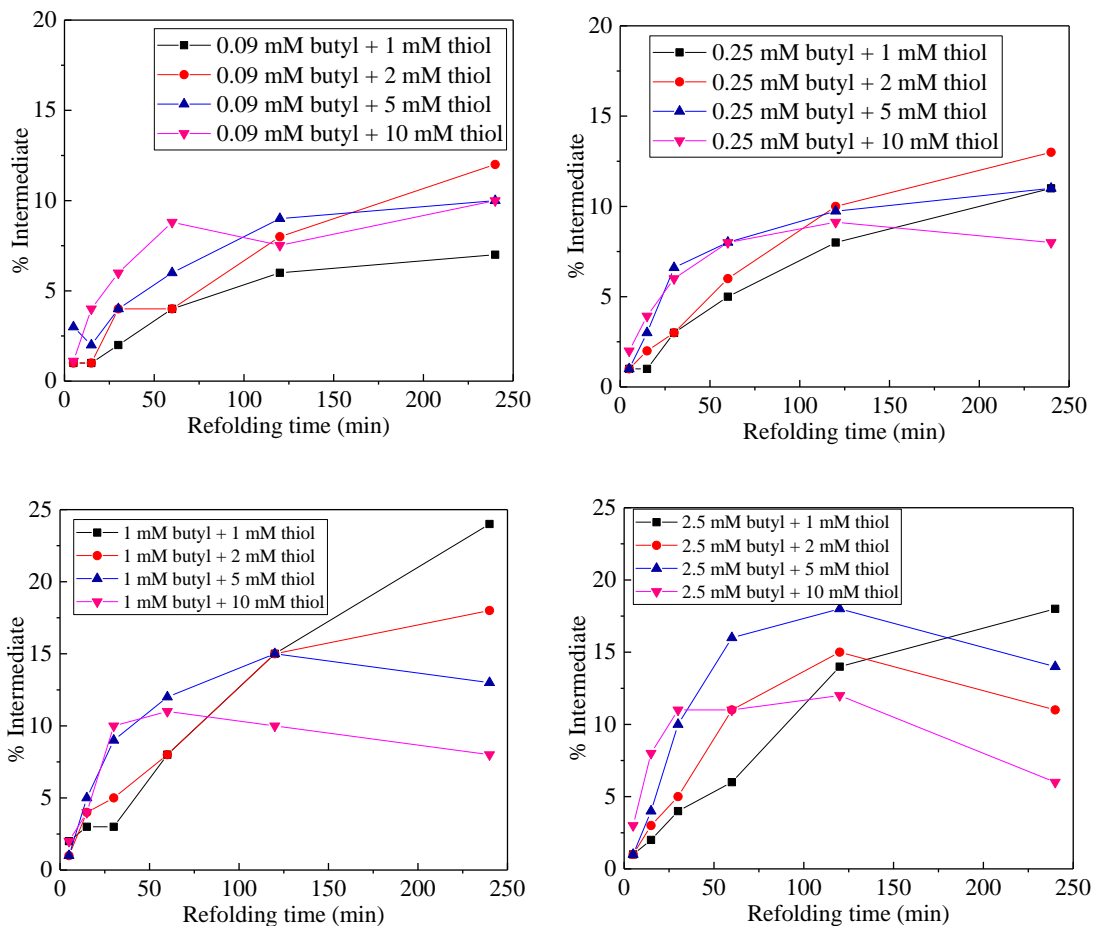 20
15
10
5
0
% Intermediate
0.09 mM butyl + 1 mM thiol
0.09 mM butyl + 2 mM thiol
0.09 mM butyl + 5 mM thiol
0.09 mM butyl + 10 mM thiol
0 50 100 150 200 250
Refolding time (min)
20
15
10
5
0
% Intermediate
0.25 mM butyl + 1 mM thiol
0.25 mM butyl + 2 mM thiol
0.25 mM butyl + 5 mM thiol
0.25 mM butyl + 10 mM thiol
0 50 100 150 200 250
Refolding time (min)
25
20
15
10
5
0
% Intermediate
1 mM butyl + 1 mM thiol
1 mM butyl + 2 mM thiol
1 mM butyl + 5 mM thiol
1 mM butyl + 10 mM thiol
0 50 100 150 200 250
Refolding time (min)
25
20
15
10
5
0
% Intermediate
2.5 mM butyl + 1 mM thiol
2.5 mM butyl + 2 mM thiol
2.5 mM butyl + 5 mM thiol
2.5 mM butyl + 10 mM thiol
0 50 100 150 200 250
Refolding time (min)